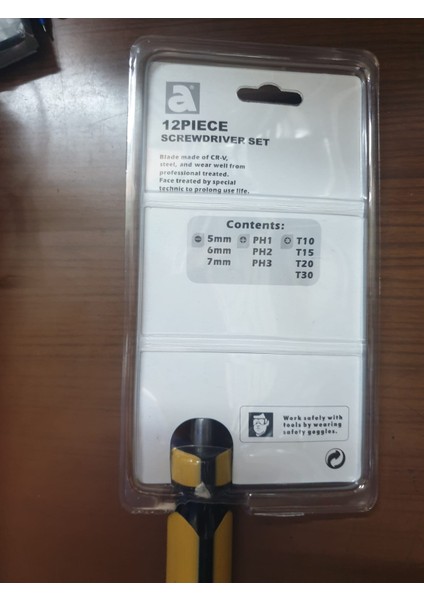 a
12PIECE
SCREWDRIVER SET
Blade made of CR-V,
steel, and wear well from
professional treated.
Face treated by special
technic to prolong use life.
Contents:
5mm PH1 T10
6mm PH2 T15
7mm PH3 T20
T30
Work safely with
tools by wearing
safety goggles.